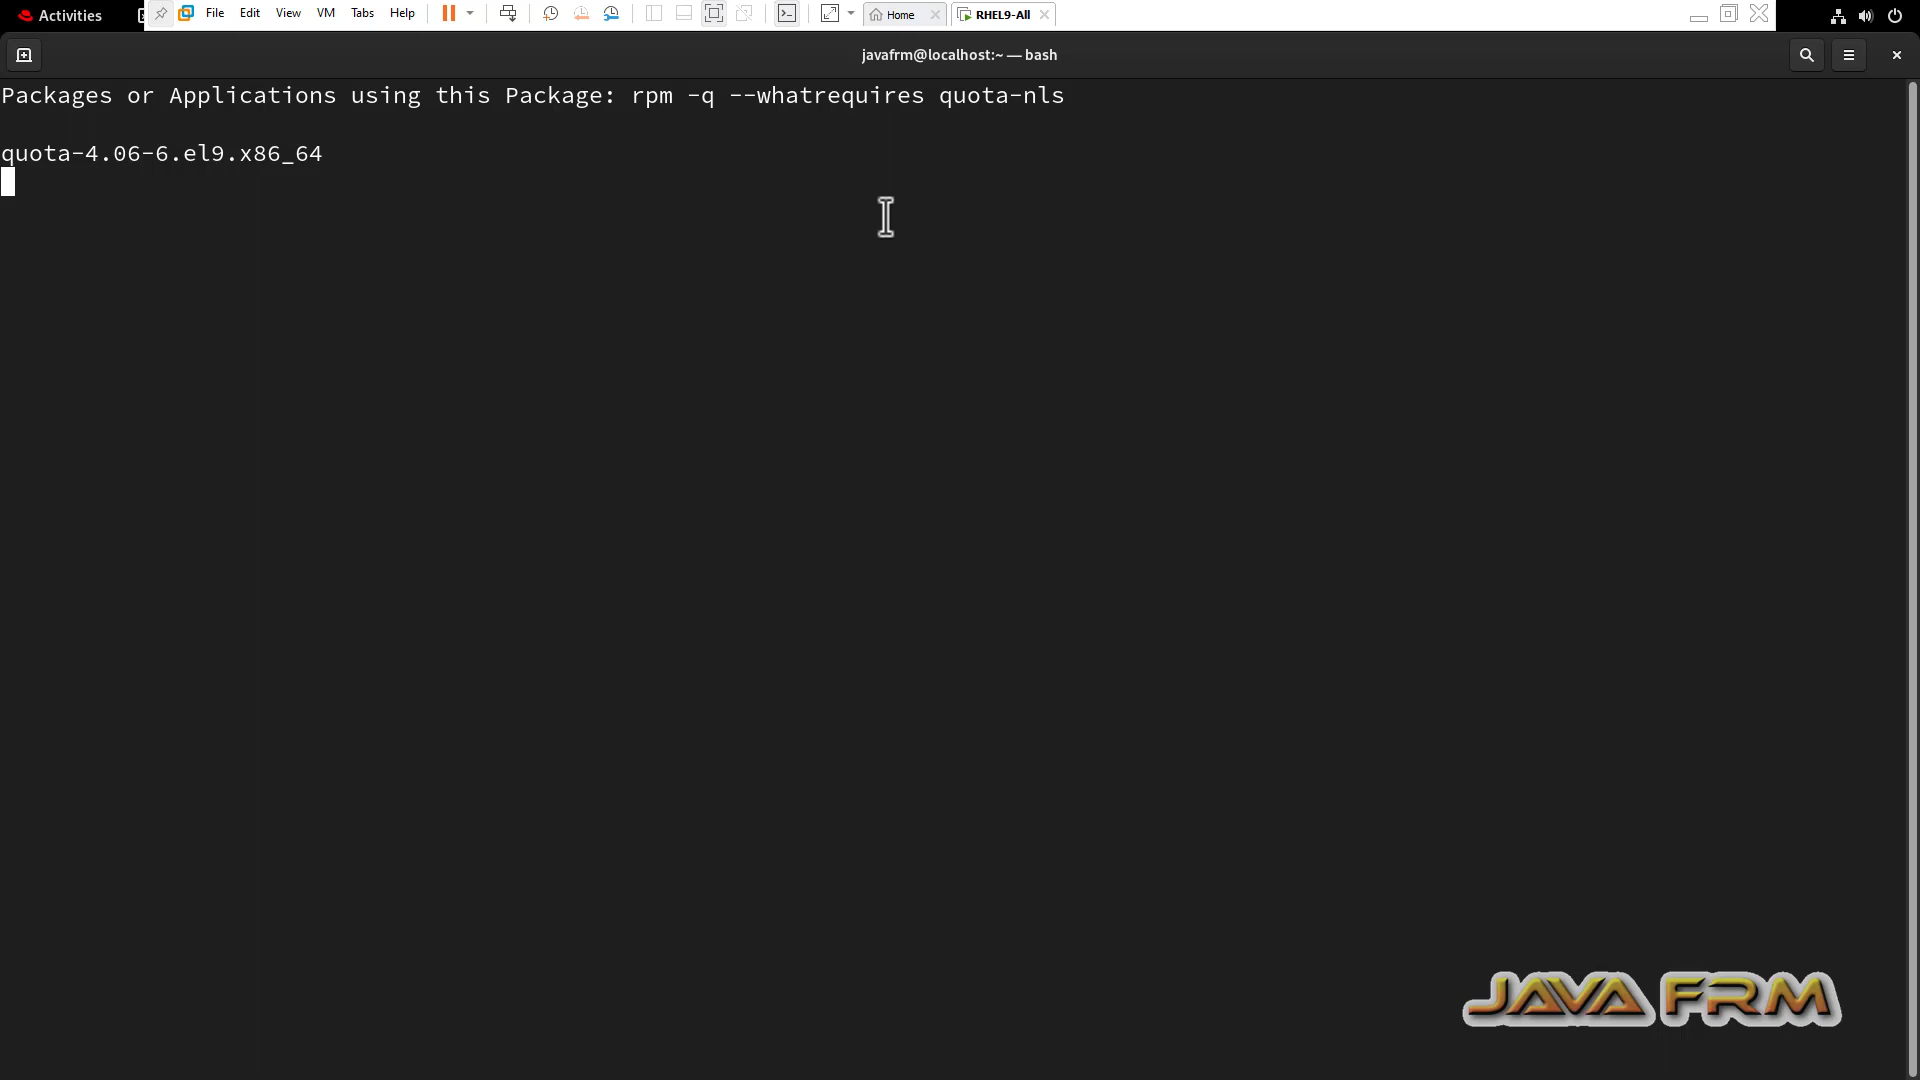 Activities
File Edit View VM Tabs Help
Home
RHEL9-All
javafrm@localhost:~ — bash
Packages or Applications using this Package: rpm -q --whatrequires quota-nls
quota-4.06-6.el9.x86_64
JAVA FRM